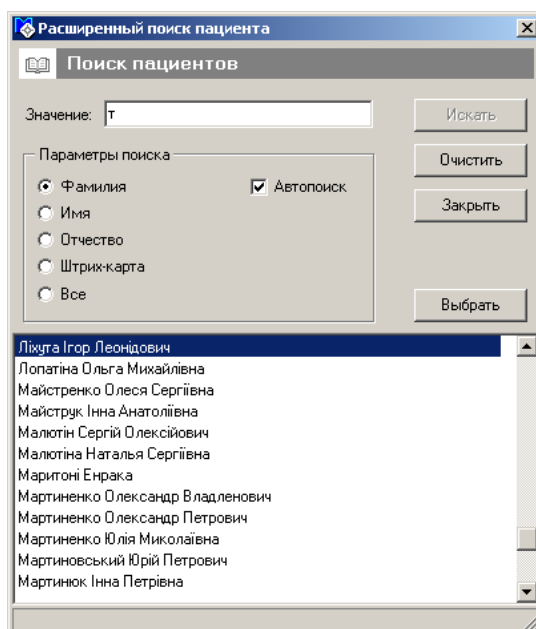 Расширенный поиск пациента
Поиск пациентов
Значение: т
Искать
Параметры поиска
Очистить
Фамилия
Автопоиск
Имя
Закрыть
Отчество
Штрих-карта
Все
Выбрать
Ліхута Ігор Леонідович
Лопатіна Ольга Михайлівна
Майстренко Олеся Сергіївна
Майструк Інна Анатоліївна
Малютін Сергій Олексійович
Малютіна Наталья Сергіївна
Маритоні Енрака
Мартиненко Олександр Владленович
Мартиненко Олександр Петрович
Мартиненко Юлія Миколаївна
Мартиновський Юрій Петрович
Мартинюк Інна Петрівна